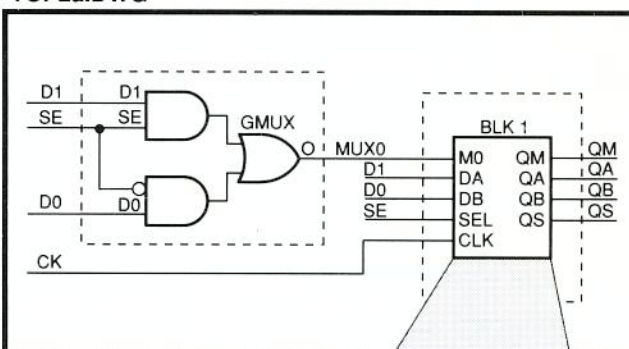 D1 D1
SE SE
GMUX
O MUX0
D0 D0
CK
BLK 1
M0 QM QM
D1 DA QA QA
D0 DB QB QB
SE SEL QS QS
CLK